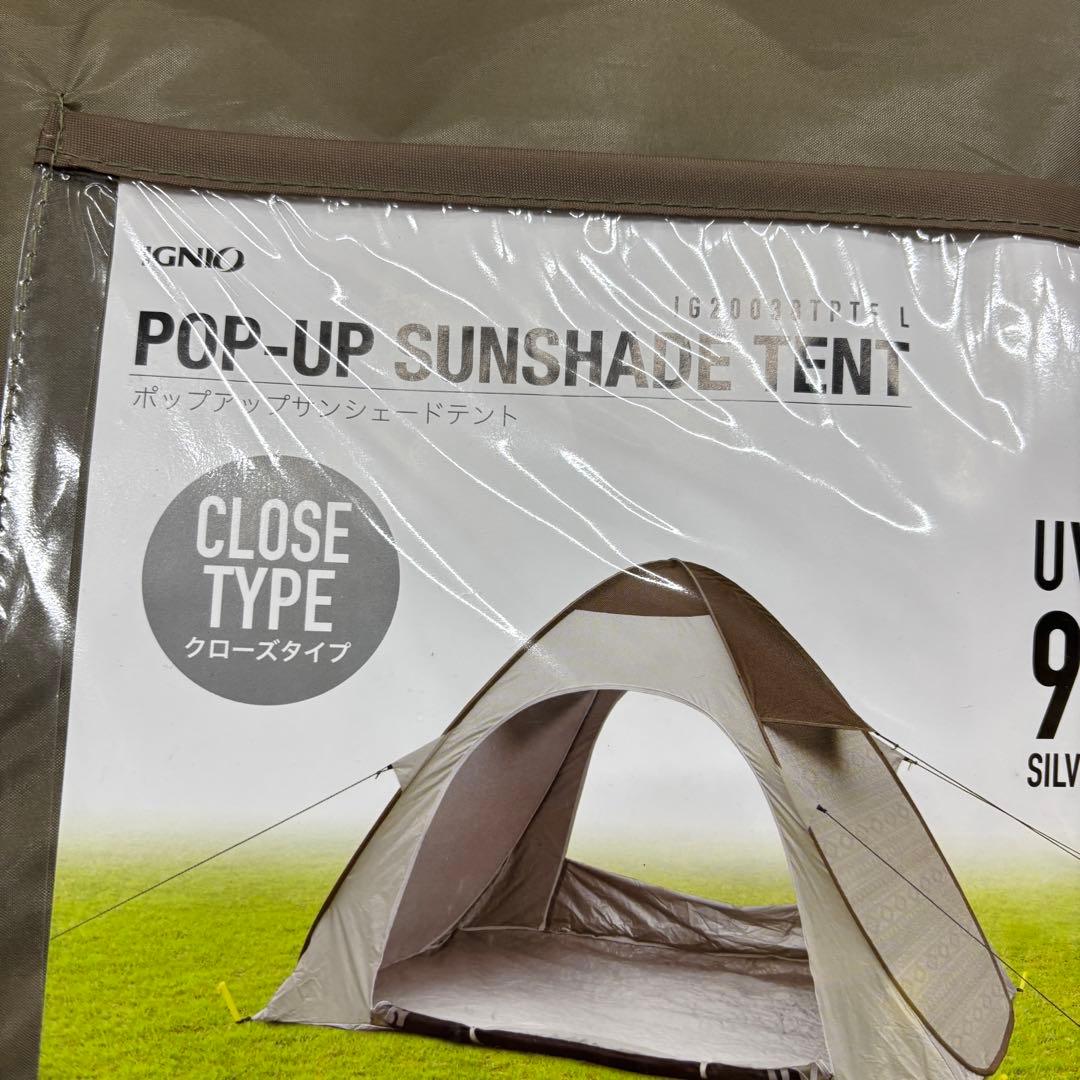 IGNIO
POP-UP SUNSHADE TENT
ポップアップサンシェードテント
CLOSE
TYPE
クローズタイプ
UV
9